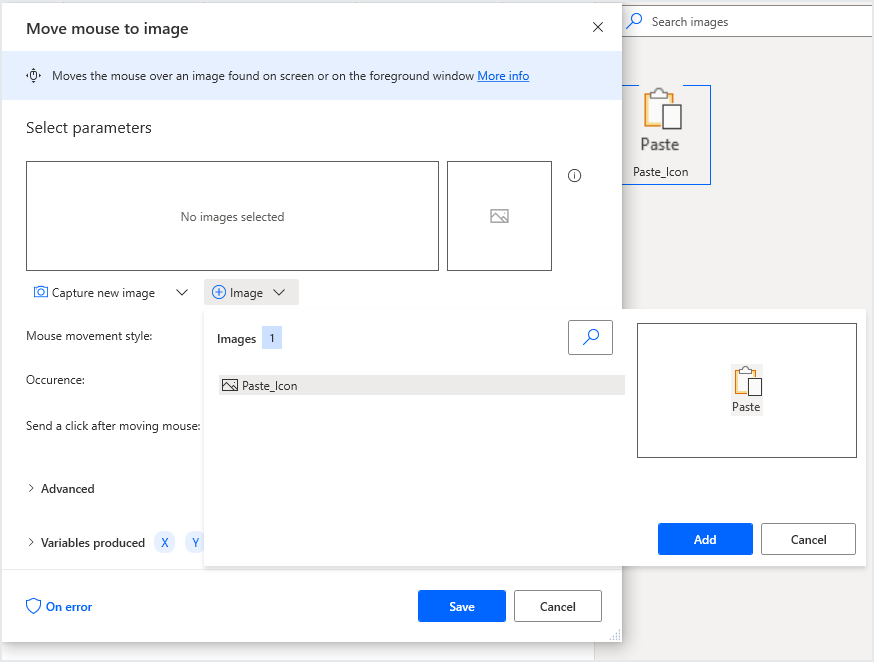 Move mouse to image
Search images
Moves the mouse over an image found on screen or on the foreground window More info
Select parameters
Paste
Paste_Icon
No images selected
Capture new image
Image
Mouse movement style:
Images 1
Paste_Icon
Paste
Occurence:
Send a click after moving mouse:
Advanced
Variables produced X Y
Add Cancel
On error
Save Cancel